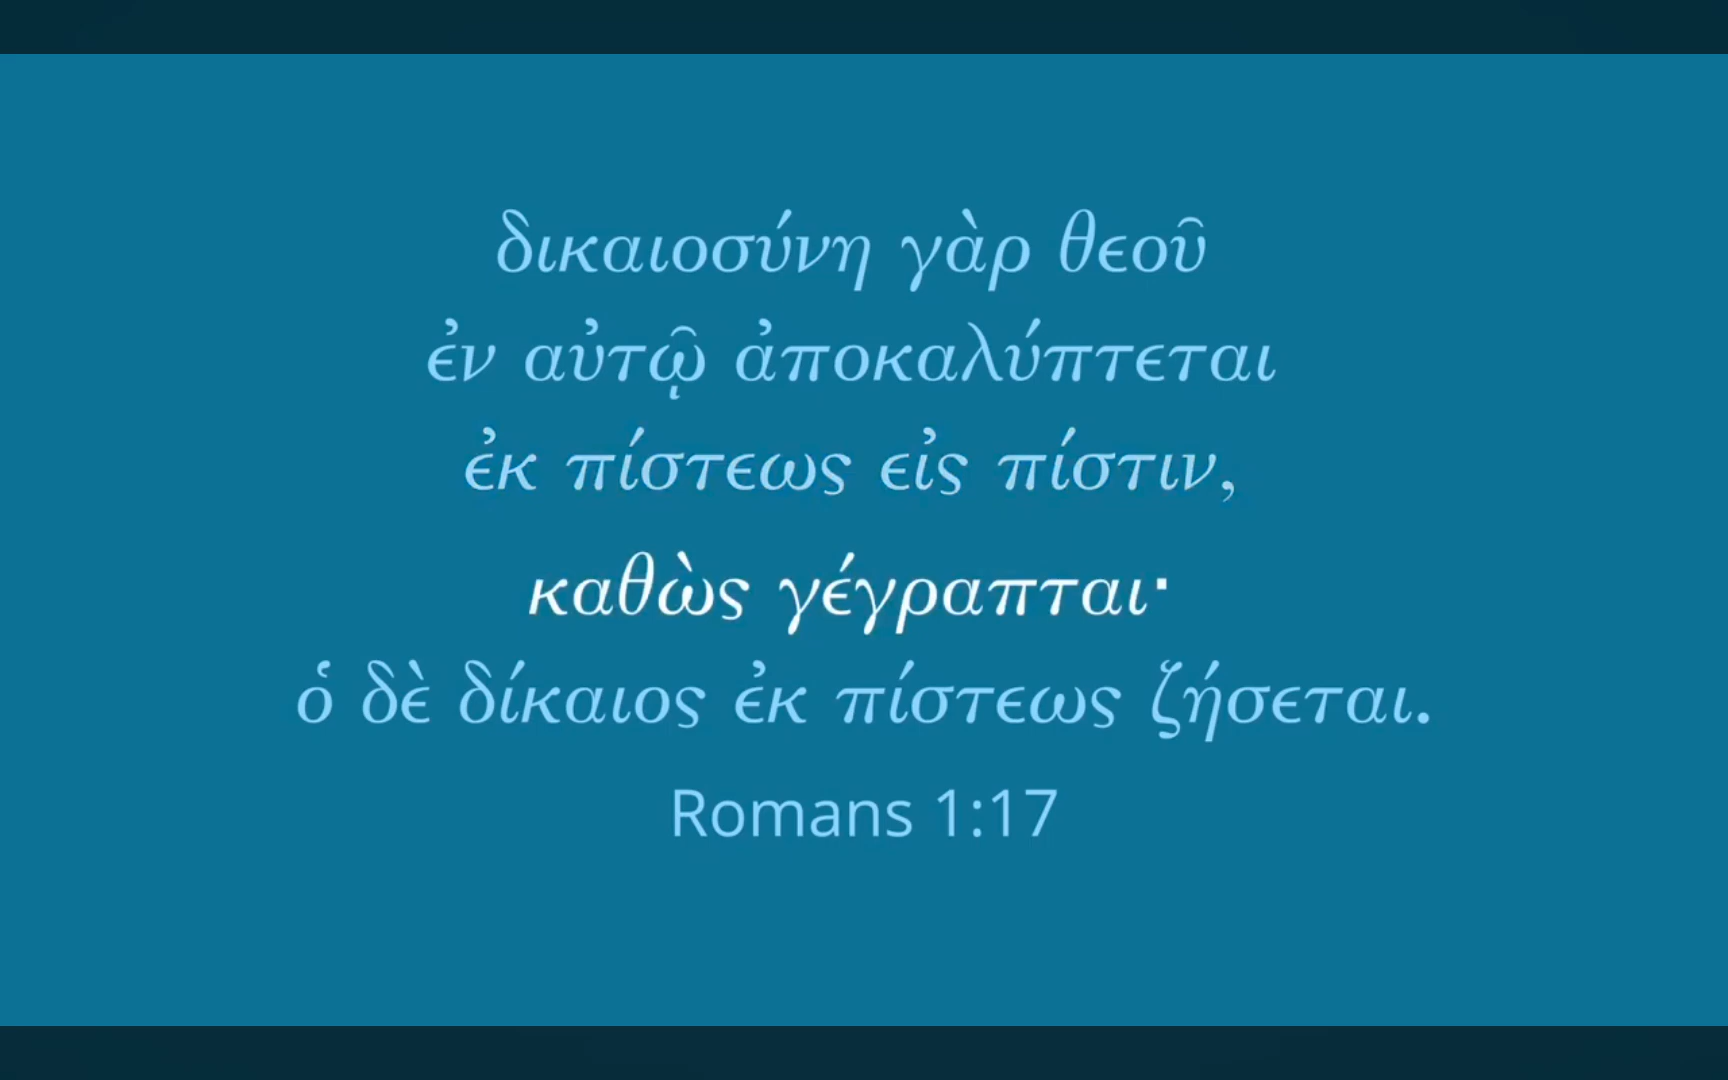 δικαιοσύνη γὰρ θεοῦ
ἐν αὐτῷ ἀποκαλύπτεται
ἐκ πίστεως εἰς πίστιν,
καθὼς γέγραπται·
ὁ δὲ δίκαιος ἐκ πίστεως ζήσεται.
Romans 1:17